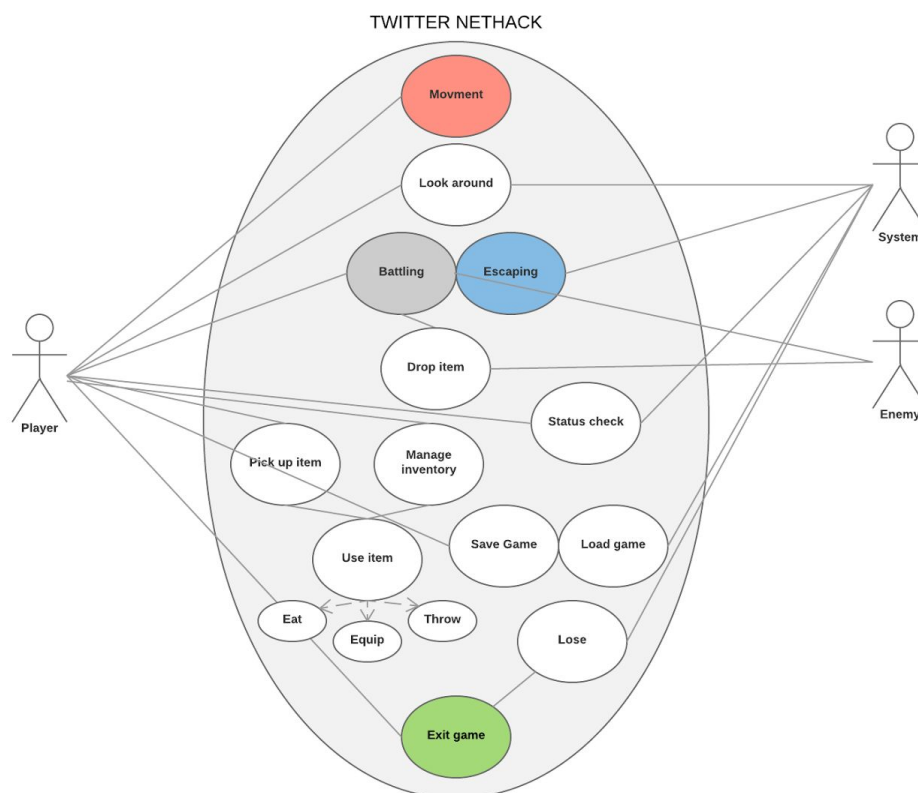 TWITTER NETHACK
Movment
Look around
Battling
Escaping
System
Drop item
Enemy
Player
Status check
Pick up item
Manage
inventory
Use item
Save Game
Load game
Eat
Equip
Throw
Lose
Exit game